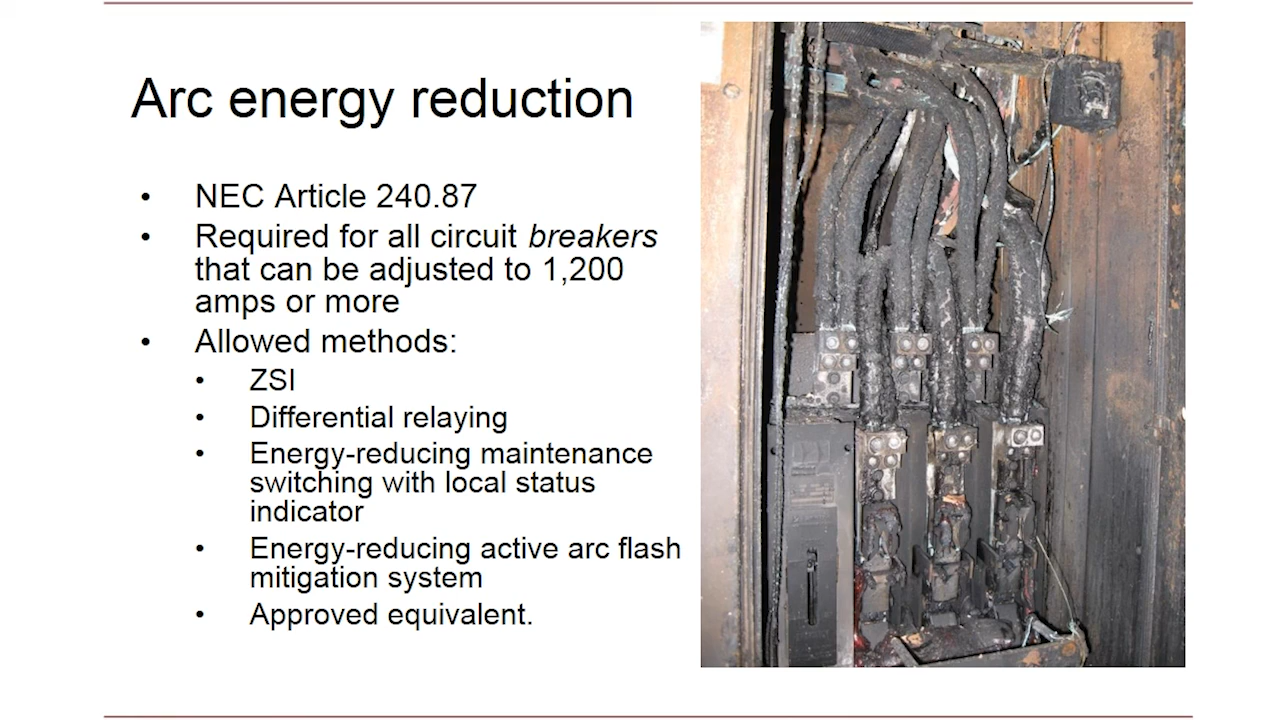 Arc energy reduction
• NEC Article 240.87
• Required for all circuit breakers
that can be adjusted to 1,200
amps or more
• Allowed methods:
• ZSI
• Differential relaying
• Energy-reducing maintenance
switching with local status
indicator
• Energy-reducing active arc flash
mitigation system
• Approved equivalent.